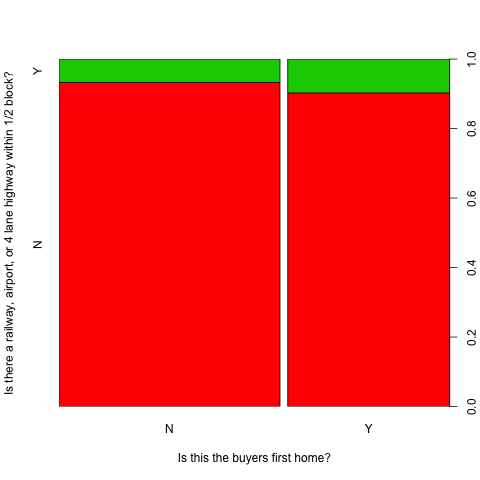 Is there a railway, airport, or 4 lane highway within 1/2 block?
Y
N
1.0
0.8
0.6
0.4
0.2
0.0
N Y
Is this the buyers first home?